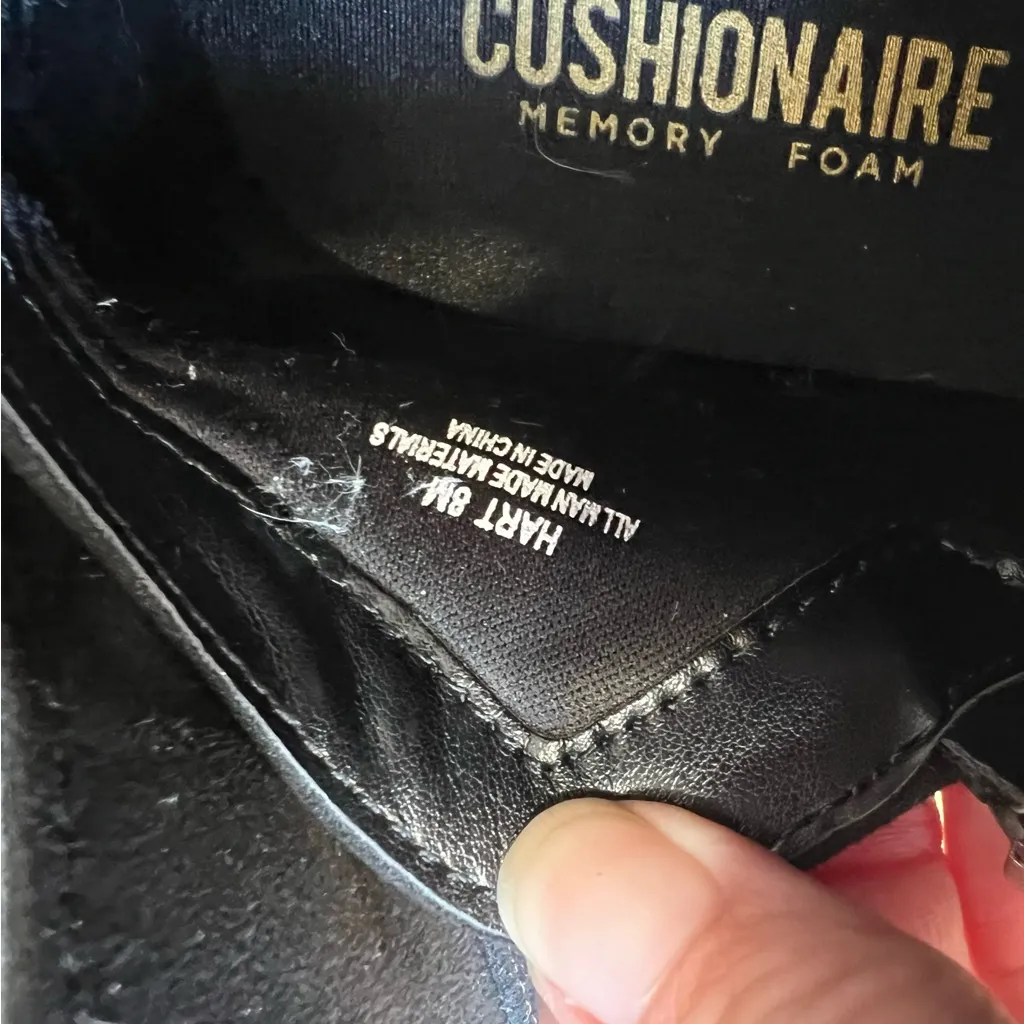 CUSHIONAIRE
MEMORY FOAM
HART 8M
ALL MAN MADE MATERIALS
MADE IN CHINA